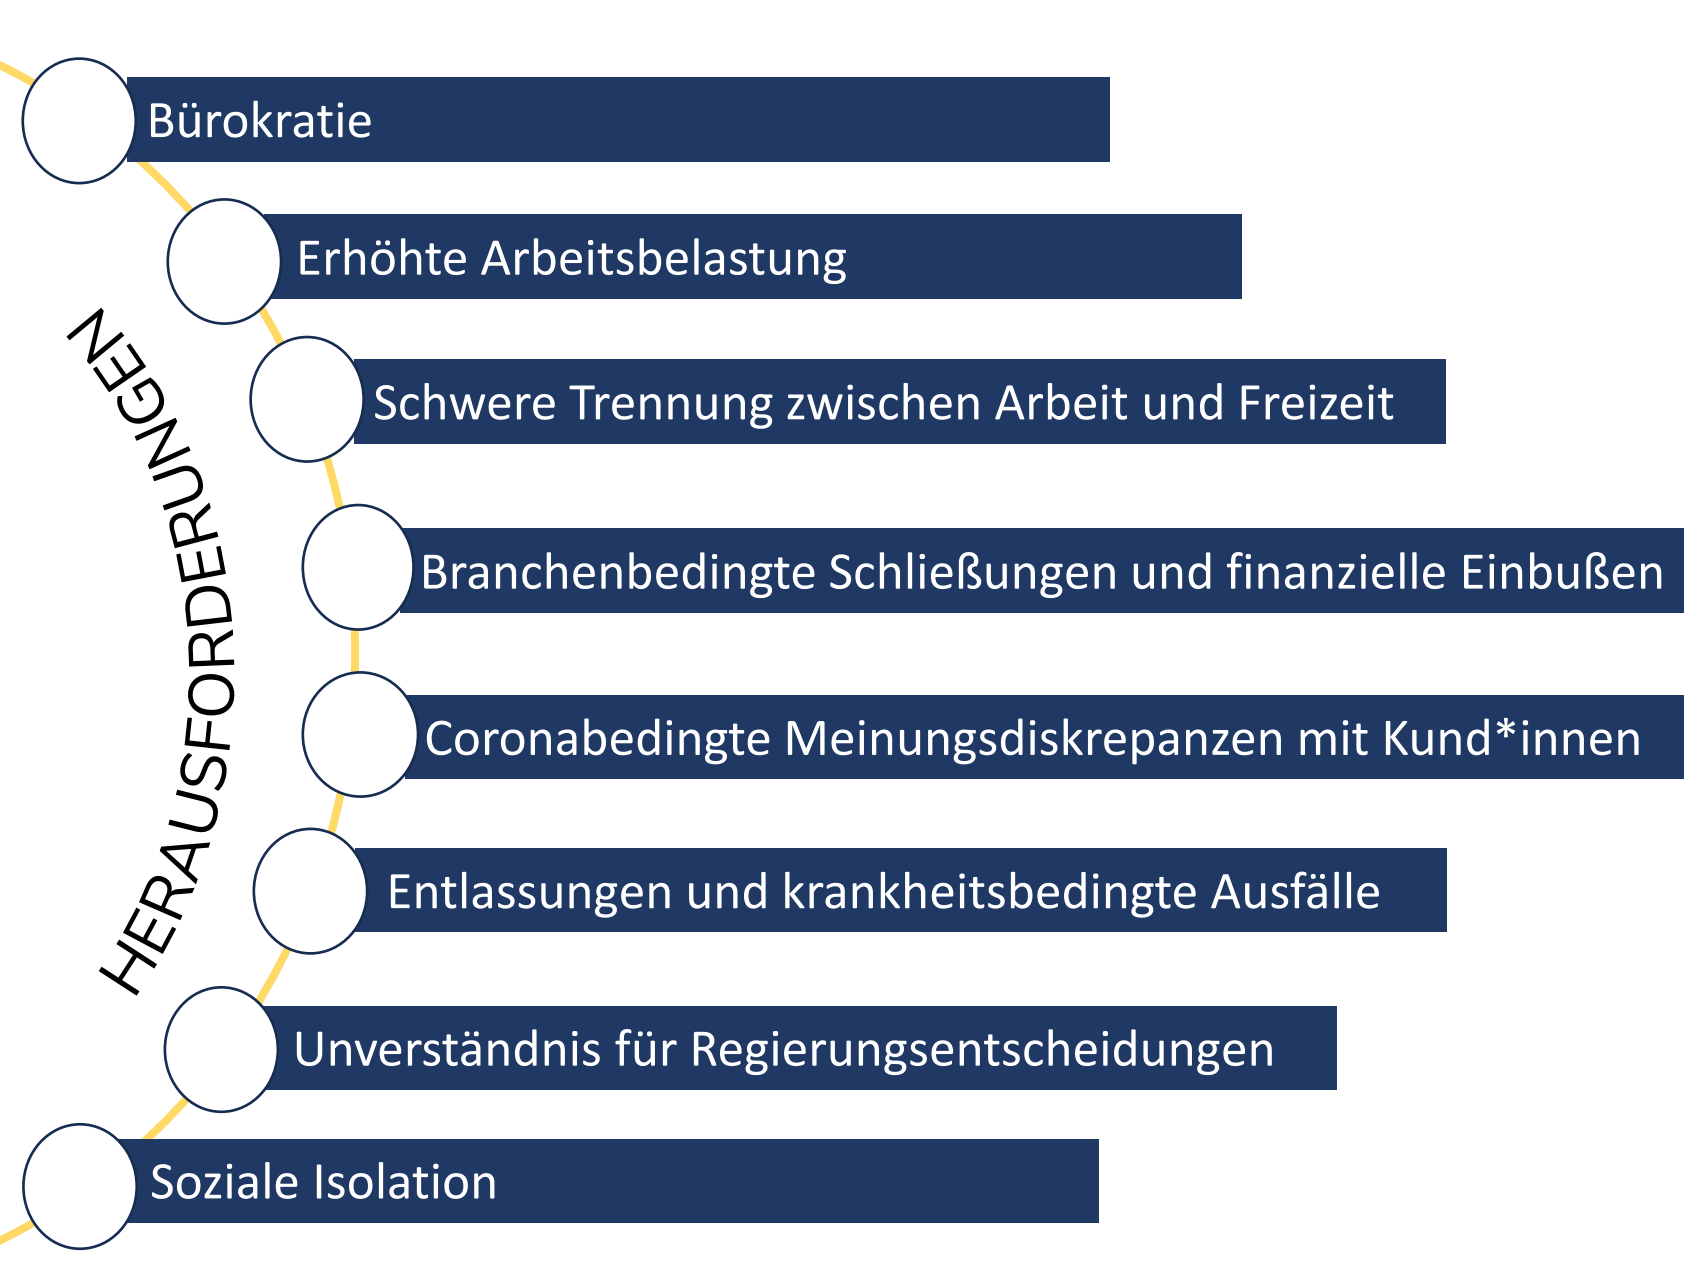 Bürokratie
Erhöhte Arbeitsbelastung
Schwere Trennung zwischen Arbeit und Freizeit
Branchenbedingte Schließungen und finanzielle Einbußen
Coronabedingte Meinungsdiskrepanzen mit Kund*innen
Entlassungen und krankheitsbedingte Ausfälle
Unverständnis für Regierungsentscheidungen
Soziale Isolation
HERAUSFORDERUNGEN